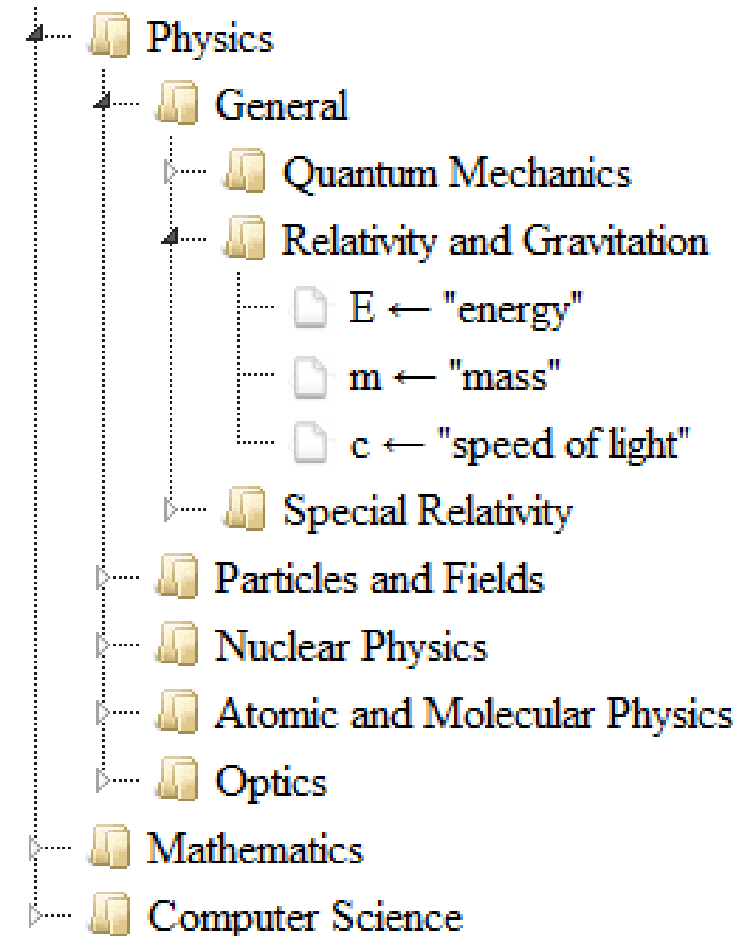 Physics
General
Quantum Mechanics
Relativity and Gravitation
E ← "energy"
m ← "mass"
c ← "speed of light"
Special Relativity
Particles and Fields
Nuclear Physics
Atomic and Molecular Physics
Optics
Mathematics
Computer Science